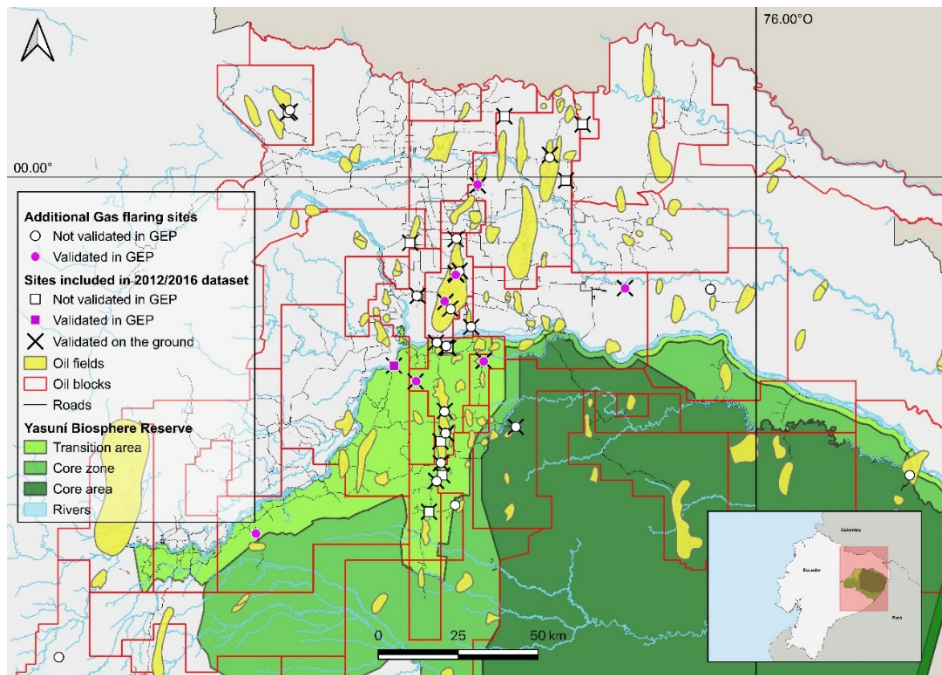 76.00°O
00.00°
Additional Gas flaring sites
Not validated in GEP
Validated in GEP
Sites included in 2012/2016 dataset
Not validated in GEP
Validated in GEP
Validated on the ground
Oil fields
Oil blocks
Roads
Yasuní Biosphere Reserve
Transition area
Core zone
Core area
Rivers
0 25 50 km
Colombia
Ecuador
Perú